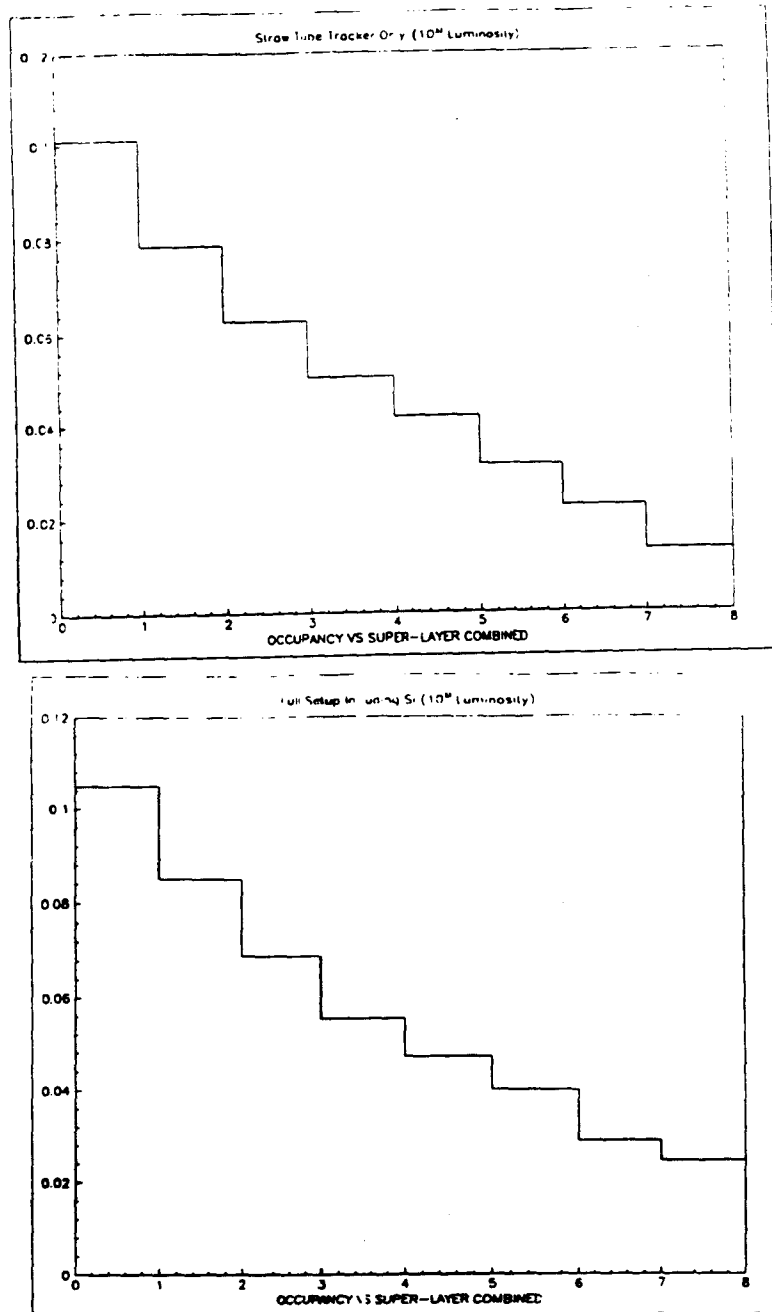 Straw Tube Tracker Only (10 Luminosity)
0.1
0.08
0.06
0.04
0.02
0 1 2 3 4 5 6 7 8
OCCUPANCY VS SUPER-LAYER COMBINED
Full Setup Including Si (10 Luminosity)
0.12
0.1
0.08
0.06
0.04
0.02
0
0 1 2 3 4 5 6 7 8
OCCUPANCY VS SUPER-LAYER COMBINED